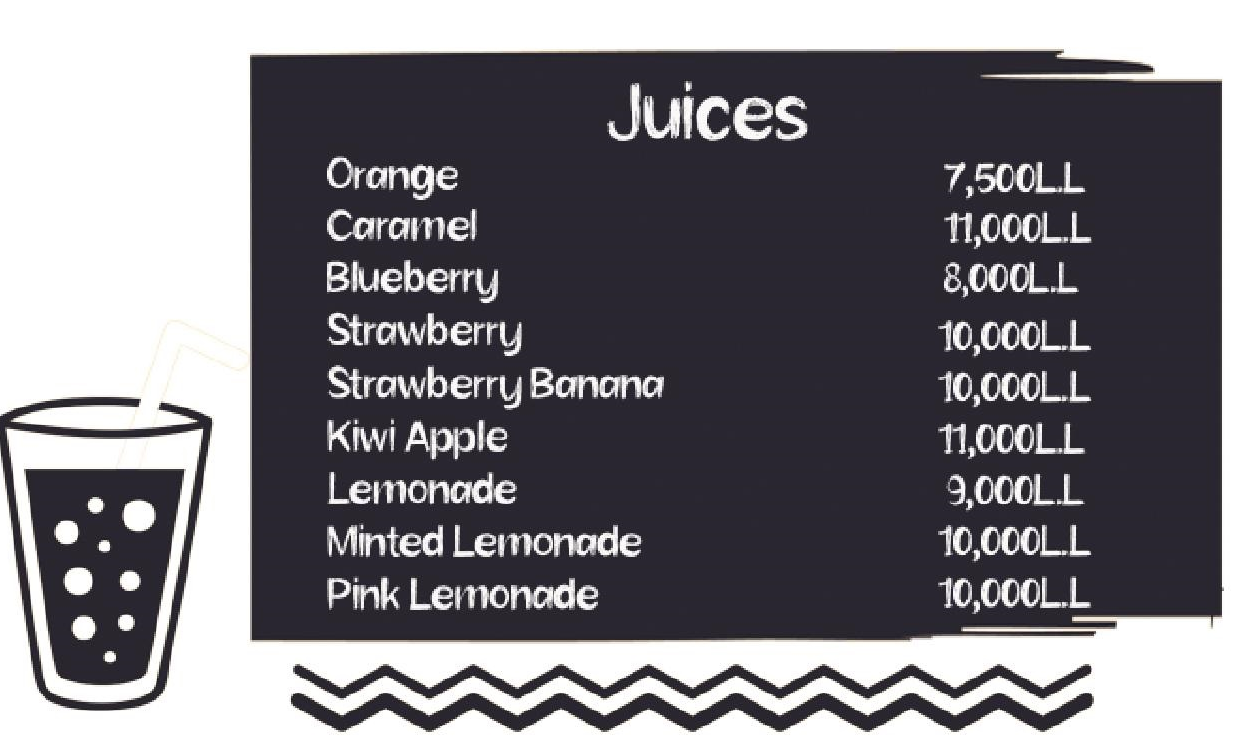 Juices
Orange 7,500L.L
Caramel 11,000L.L
Blueberry 8,000L.L
Strawberry 10,000L.L
Strawberry Banana 10,000L.L
Kiwi Apple 11,000L.L
Lemonade 9,000L.L
Minted Lemonade 10,000L.L
Pink Lemonade 10,000L.L